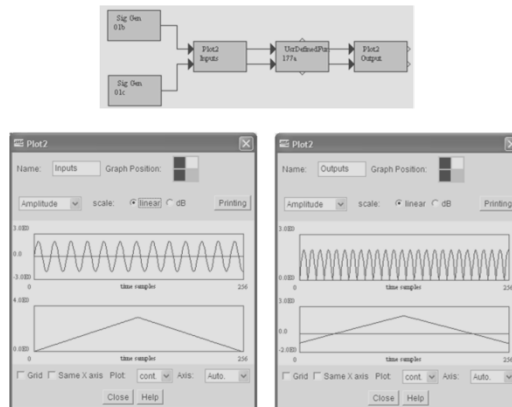 Sig Gen
01b
Plot2
Inputs
UsrDefinedFun
177a
Plot2
Output
Sig Gen
01c
Plot2
Name: Inputs Graph Position:
Amplitude scale: linear dB Printing
3.0E0
0.0
-3.0E0
0 time samples 256
4.0E0
0.0E0
0 time samples 256
Grid Same X axis Plot: cont. Axis: Auto.
Close Help
Plot2
Name: Outputs Graph Position:
Amplitude scale: linear dB Printing
3.0E0
0.0E0
0 time samples 256
3.0E0
0.0
-2.0E0
0 time samples 256
Grid Same X axis Plot: cont. Axis: Auto.
Close Help